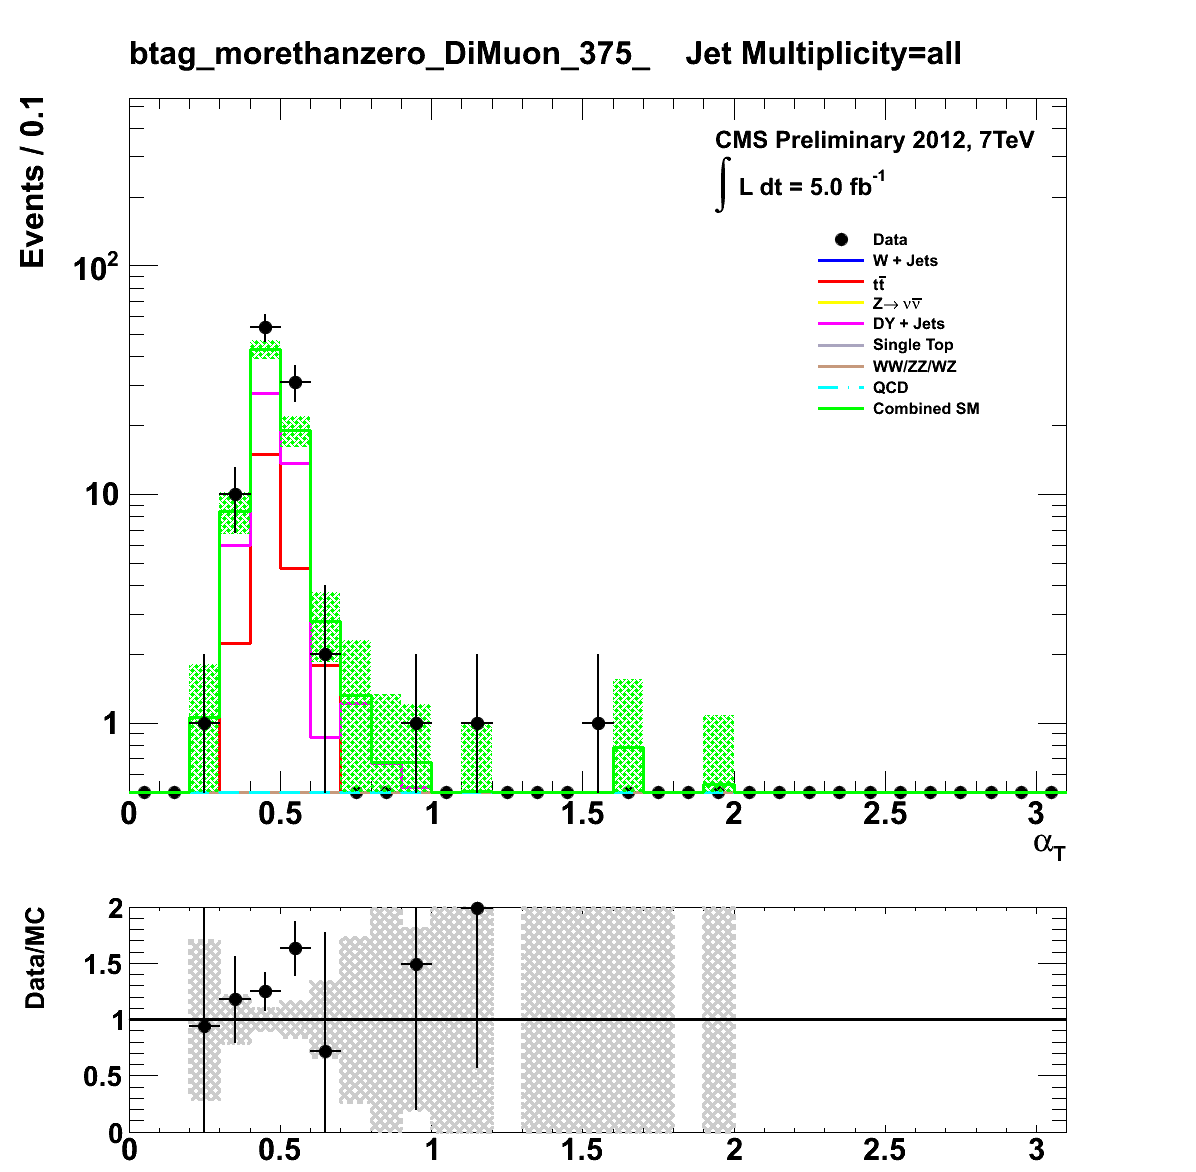 btag_morethanzero_DiMuon_375_ Jet Multiplicity=all
Events / 0.1
CMS Preliminary 2012, 7TeV
∫ L dt = 5.0 fb⁻¹
Data
W + Jets
tt̅
Z→ νν̅
DY + Jets
Single Top
WW/ZZ/WZ
QCD
Combined SM
10²
10
1
0 0.5 1 1.5 2 2.5 3
α_T
Data/MC
2
1.5
1
0.5
0
0 0.5 1 1.5 2 2.5 3